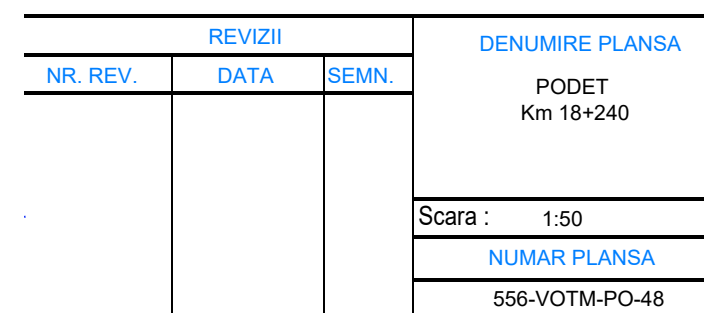 REVIZII
NR. REV. DATA SEMN.
DENUMIRE PLANSA
PODET
Km 18+240
Scara : 1:50
NUMAR PLANSA
556-VOTM-PO-48